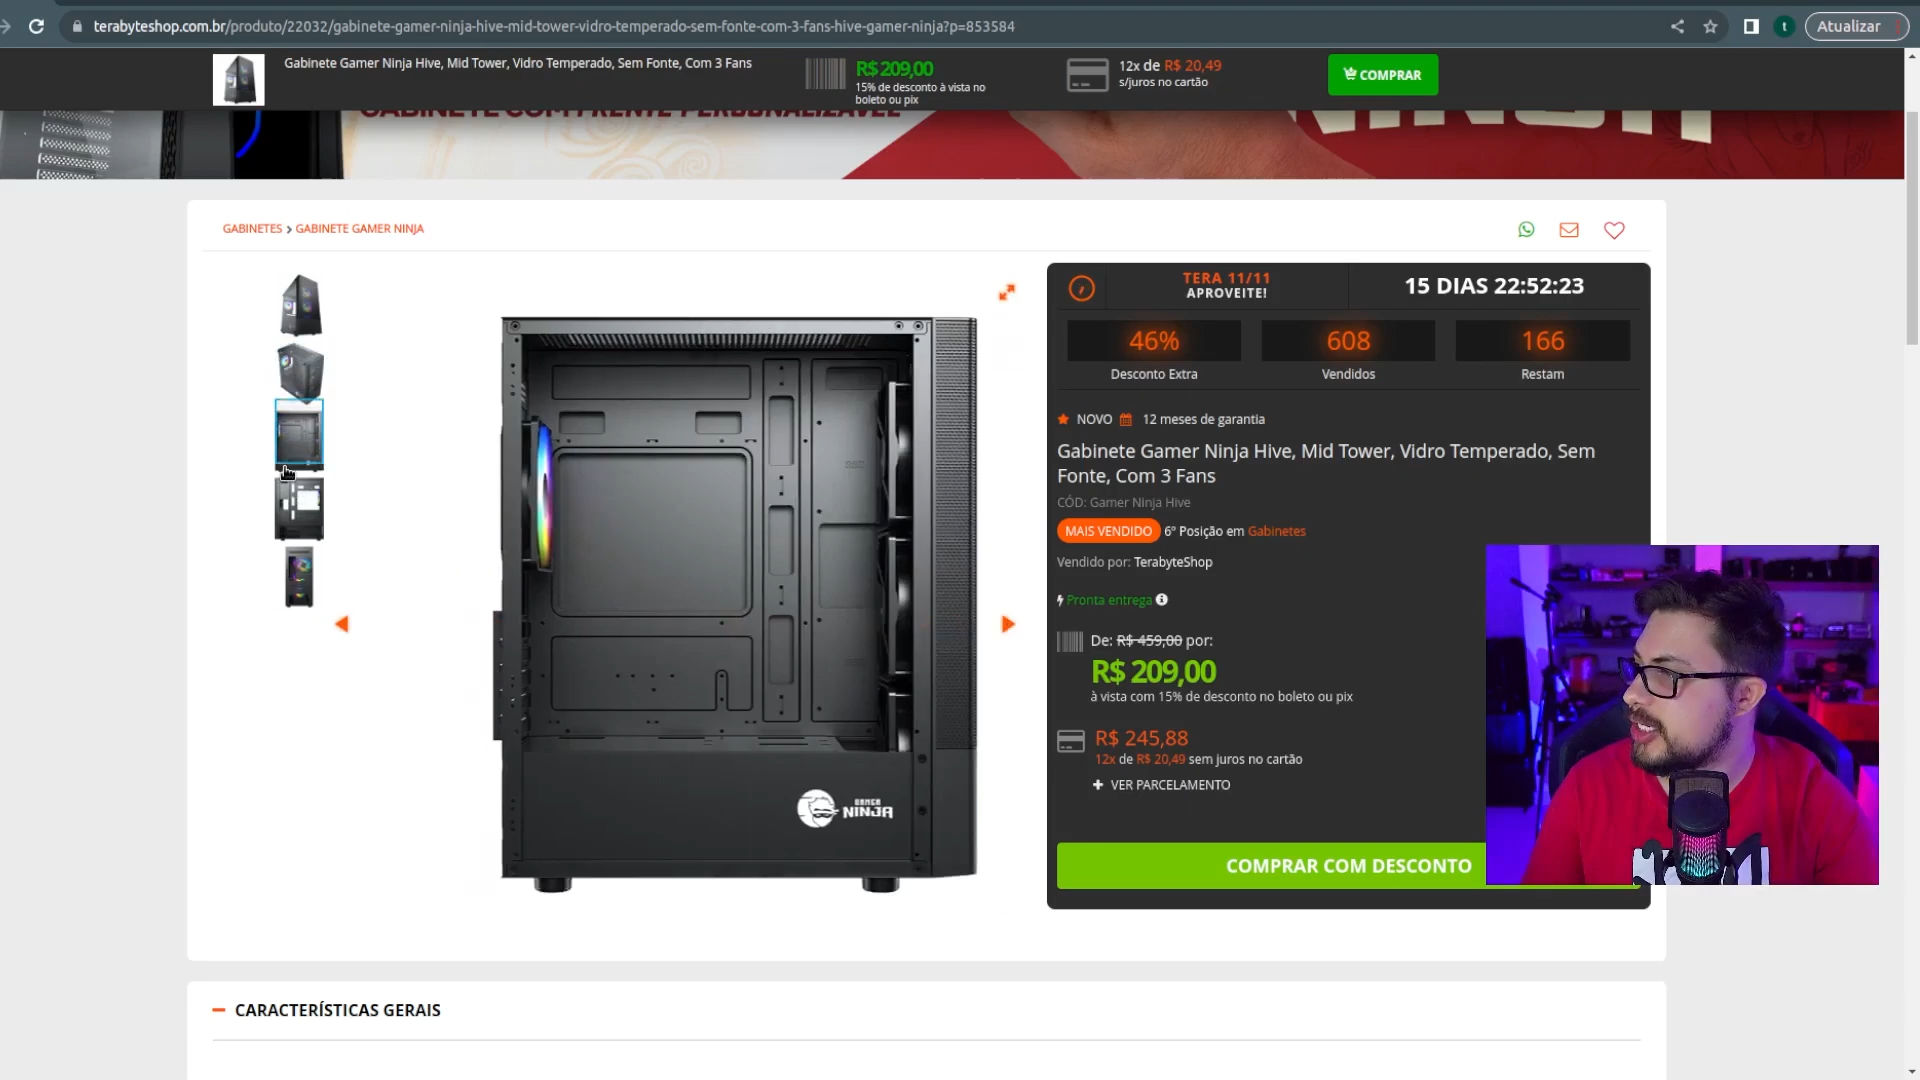 terabyteshop.com.br/produto/22032/gabinete-gamer-ninja-hive-mid-tower-vidro-temperado-sem-fonte-com-3-fans-hive-gamer-ninja?p=853584
t
Atualizar
Gabinete Gamer Ninja Hive, Mid Tower, Vidro Temperado, Sem Fonte, Com 3 Fans
R$ 209,00
15% de desconto à vista no
boleto ou pix
12x de R$ 20,49
s/juros no cartão
COMPRAR
GABINETE COM FRENTE PERSONALIZÁVEL
NINJA
GABINETES > GABINETE GAMER NINJA
TERA 11/11
APROVEITE!
15 DIAS 22:52:23
46%
608
166
Desconto Extra
Vendidos
Restam
NOVO
12 meses de garantia
Gabinete Gamer Ninja Hive, Mid Tower, Vidro Temperado, Sem
Fonte, Com 3 Fans
CÓD: Gamer Ninja Hive
MAIS VENDIDO
6º Posição em Gabinetes
Vendido por: TerabyteShop
Pronta entrega
De: R$ 459,00 por:
R$ 209,00
à vista com 15% de desconto no boleto ou pix
R$ 245,88
12x de R$ 20,49 sem juros no cartão
+ VER PARCELAMENTO
GAMER
NINJA
COMPRAR COM DESCONTO
CARACTERÍSTICAS GERAIS